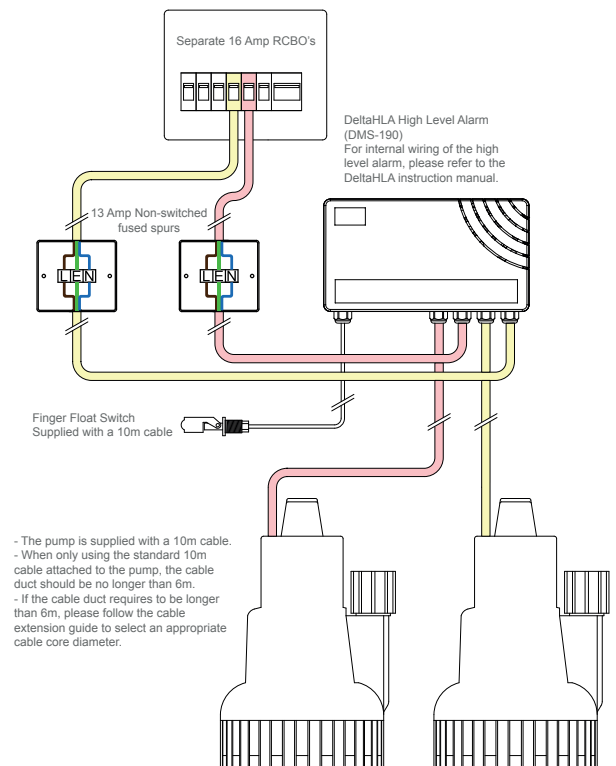 Separate 16 Amp RCBO's
DeltaHLA High Level Alarm
(DMS-190)
For internal wiring of the high
level alarm, please refer to the
DeltaHLA instruction manual.
13 Amp Non-switched
fused spurs
L E N
L E N
Finger Float Switch
Supplied with a 10m cable
- The pump is supplied with a 10m cable.
- When only using the standard 10m
cable attached to the pump, the cable
duct should be no longer than 6m.
- If the cable duct requires to be longer
than 6m, please follow the cable
extension guide to select an appropriate
cable core diameter.